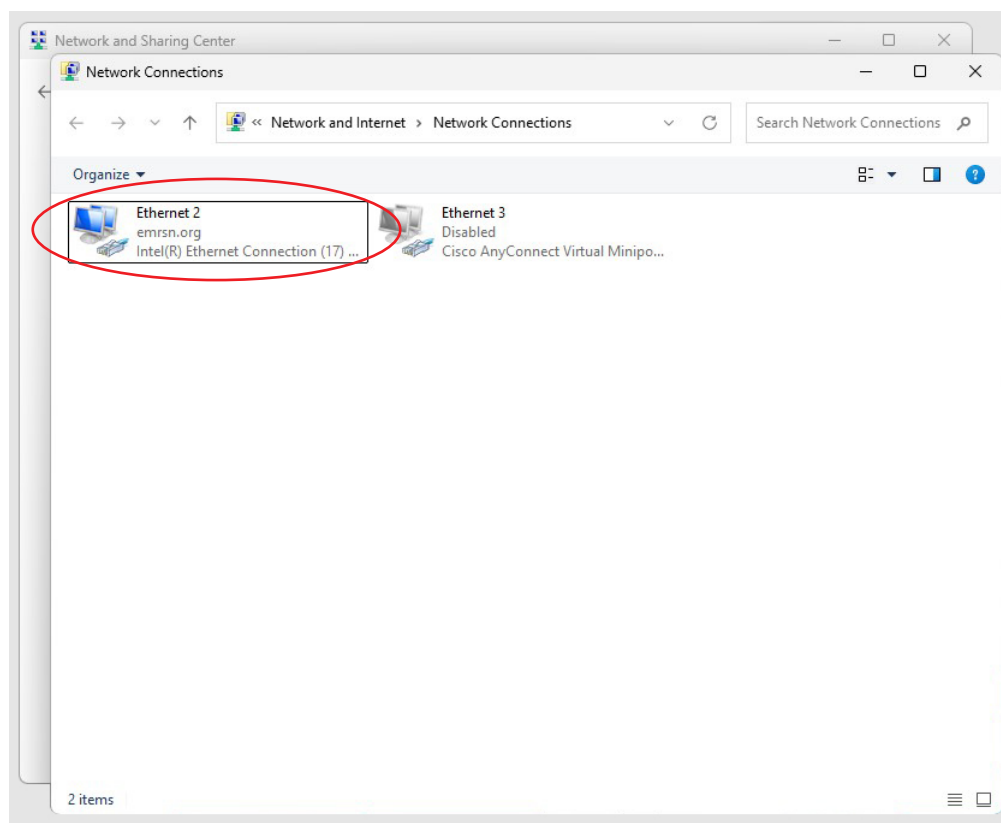 Network and Sharing Center
Network Connections
« Network and Internet › Network Connections
Search Network Connections
Organize
Ethernet 2
emrsn.org
Intel(R) Ethernet Connection (17) ...
Ethernet 3
Disabled
Cisco AnyConnect Virtual Minipo...
2 items